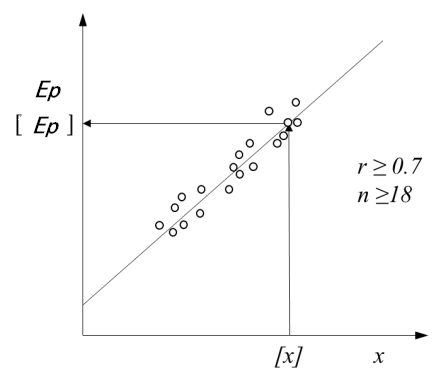 Ep
[ Ep ]
r ≥ 0.7
n ≥18
[x] x